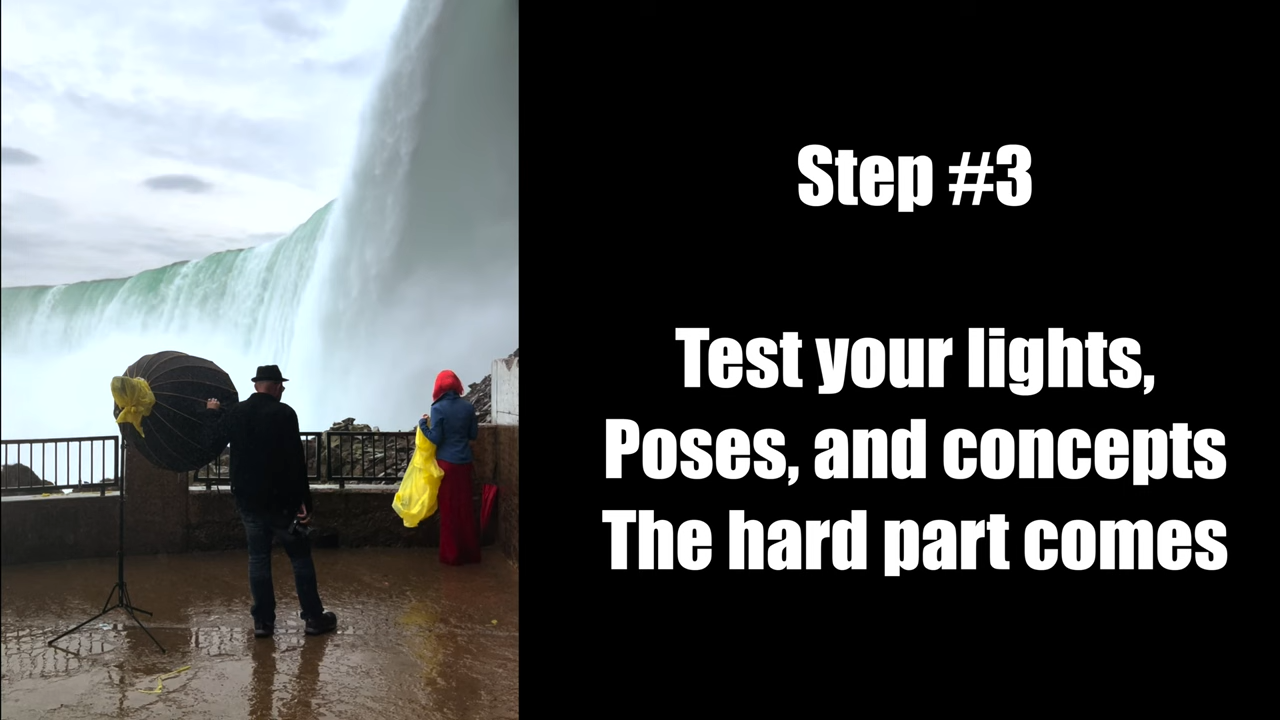 Step #3
Test your lights,
Poses, and concepts
The hard part comes